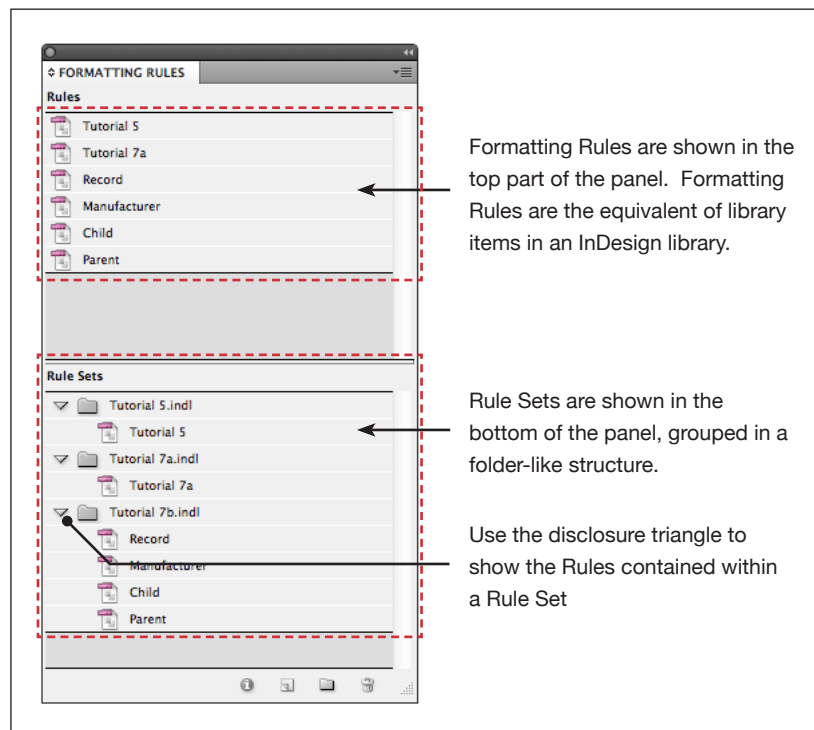 FORMATTING RULES
Rules
Tutorial 5
Tutorial 7a
Record
Manufacturer
Child
Parent
Formatting Rules are shown in the
top part of the panel.  Formatting
Rules are the equivalent of library
items in an InDesign library.
Rule Sets
Tutorial 5.indl
Tutorial 5
Tutorial 7a.indl
Tutorial 7a
Tutorial 7b.indl
Record
Manufacturer
Child
Parent
Rule Sets are shown in the
bottom of the panel, grouped in a
folder-like structure.
Use the disclosure triangle to
show the Rules contained within
a Rule Set